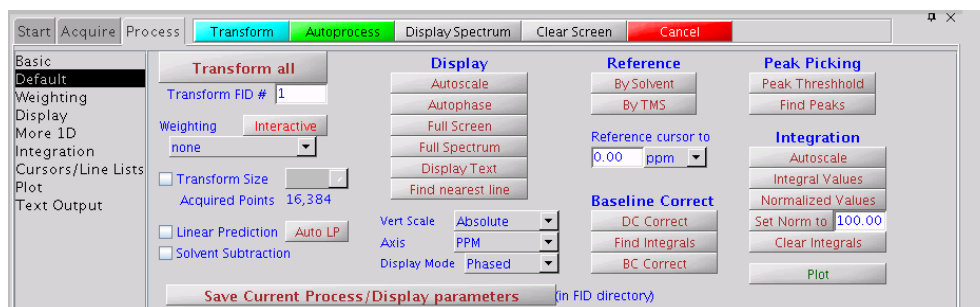 Start Acquire Process Transform Autoprocess Display Spectrum Clear Screen Cancel
Basic
Default
Weighting
Display
More 1D
Integration
Cursors/Line Lists
Plot
Text Output
Transform all
Transform FID # 1
Weighting Interactive
none
Transform Size
Acquired Points 16,384
Linear Prediction Auto LP
Solvent Subtraction
Display
Autoscale
Autophase
Full Screen
Full Spectrum
Display Text
Find nearest line
Vert Scale Absolute
Axis PPM
Display Mode Phased
Reference
By Solvent
By TMS
Reference cursor to
0.00 ppm
Baseline Correct
DC Correct
Find Integrals
BC Correct
Peak Picking
Peak Threshhold
Find Peaks
Integration
Autoscale
Integral Values
Normalized Values
Set Norm to 100.00
Clear Integrals
Plot
Save Current Process/Display parameters (in FID directory)